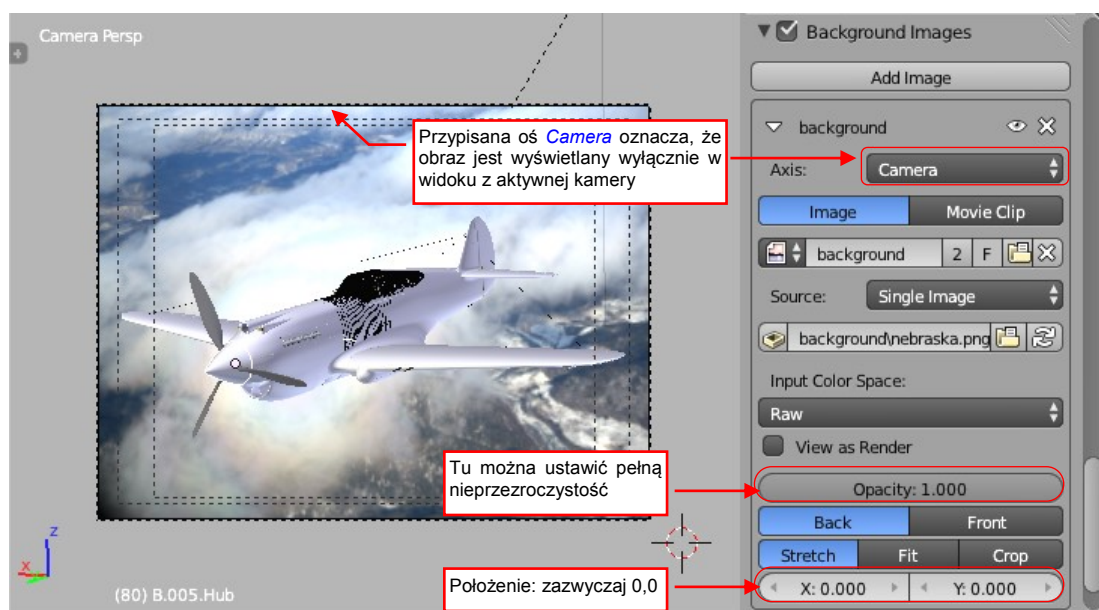 Camera Persp
Przypisana oś Camera oznacza, że
obraz jest wyświetlany wyłącznie w
widoku z aktywnej kamery
Tu można ustawić pełną
nieprzezroczystość
Położenie: zazwyczaj 0,0
z
x
(80) B.005.Hub
Background Images
Add Image
background
Axis: Camera
Image Movie Clip
background 2 F
Source: Single Image
background\nebraska.png
Input Color Space:
Raw
View as Render
Opacity: 1.000
Back Front
Stretch Fit Crop
X: 0.000 Y: 0.000